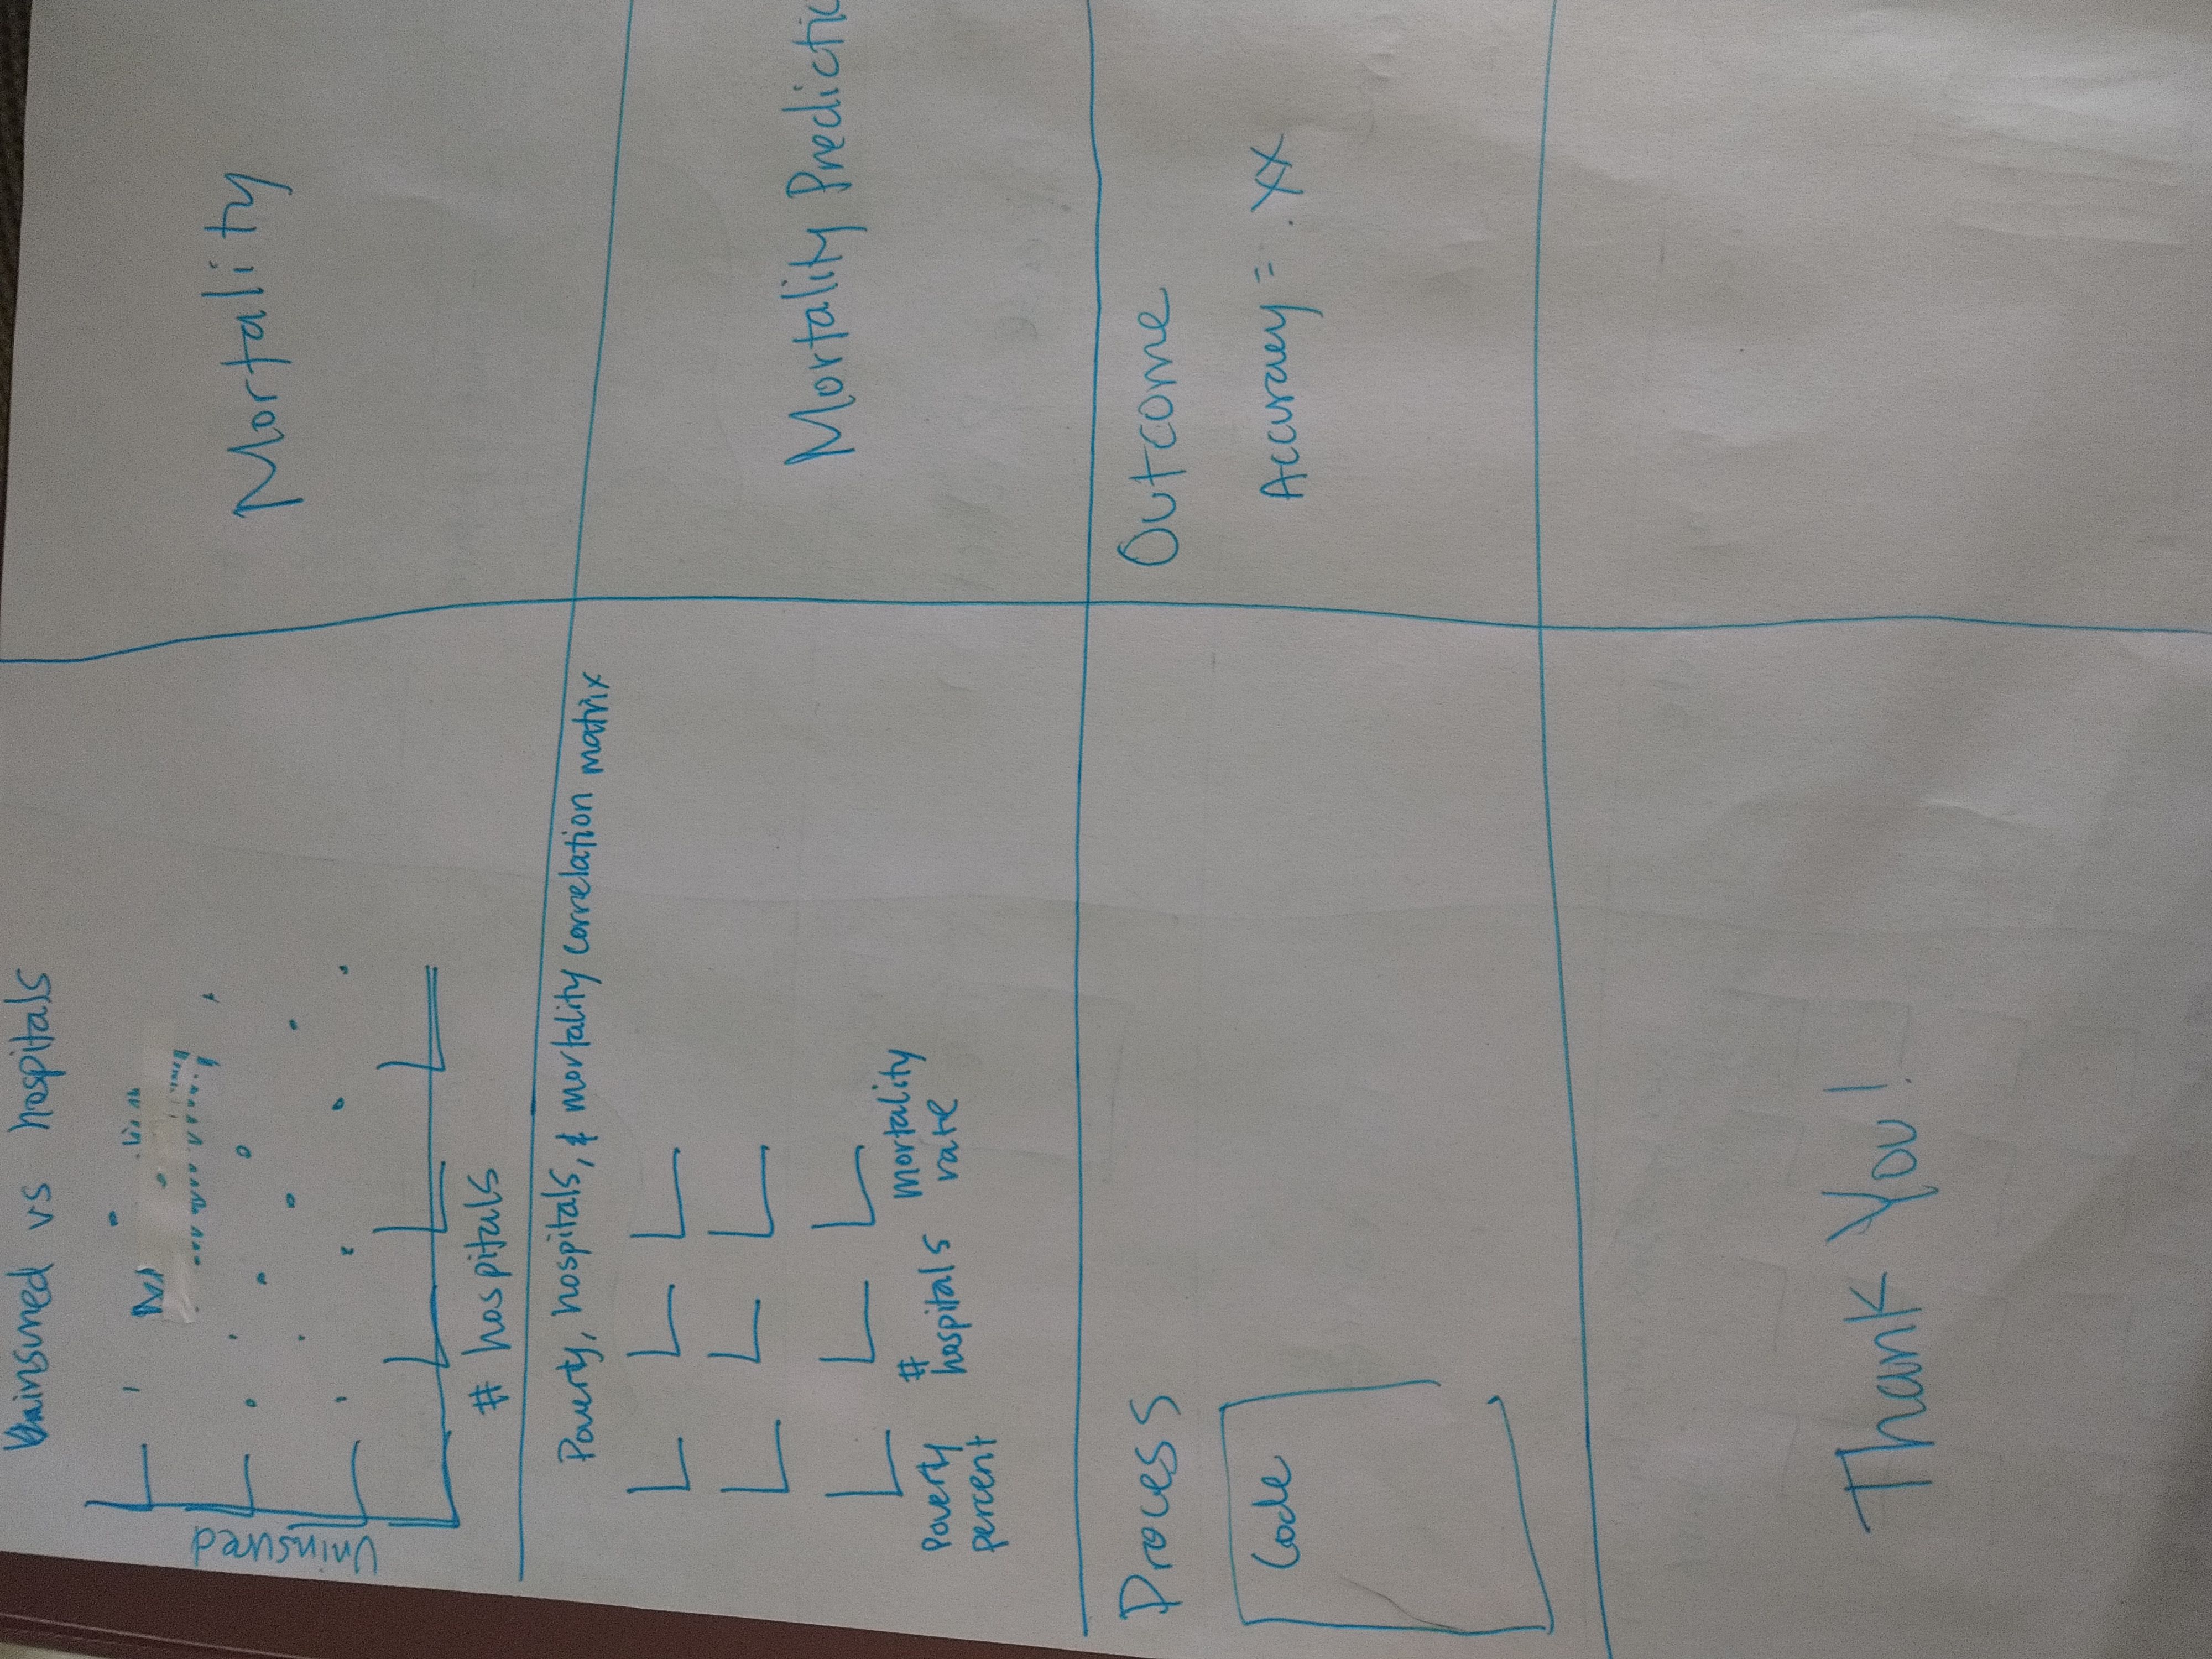 Uninsured vs hospitals
Uninsured
# hospitals
Mortality
Poverty, hospitals, & mortality correlation matrix
Poverty
percent
#
hospitals
mortality
rate
Mortality Predictio
Process
Code
Outcome
Accuracy = .XX
Thank You!